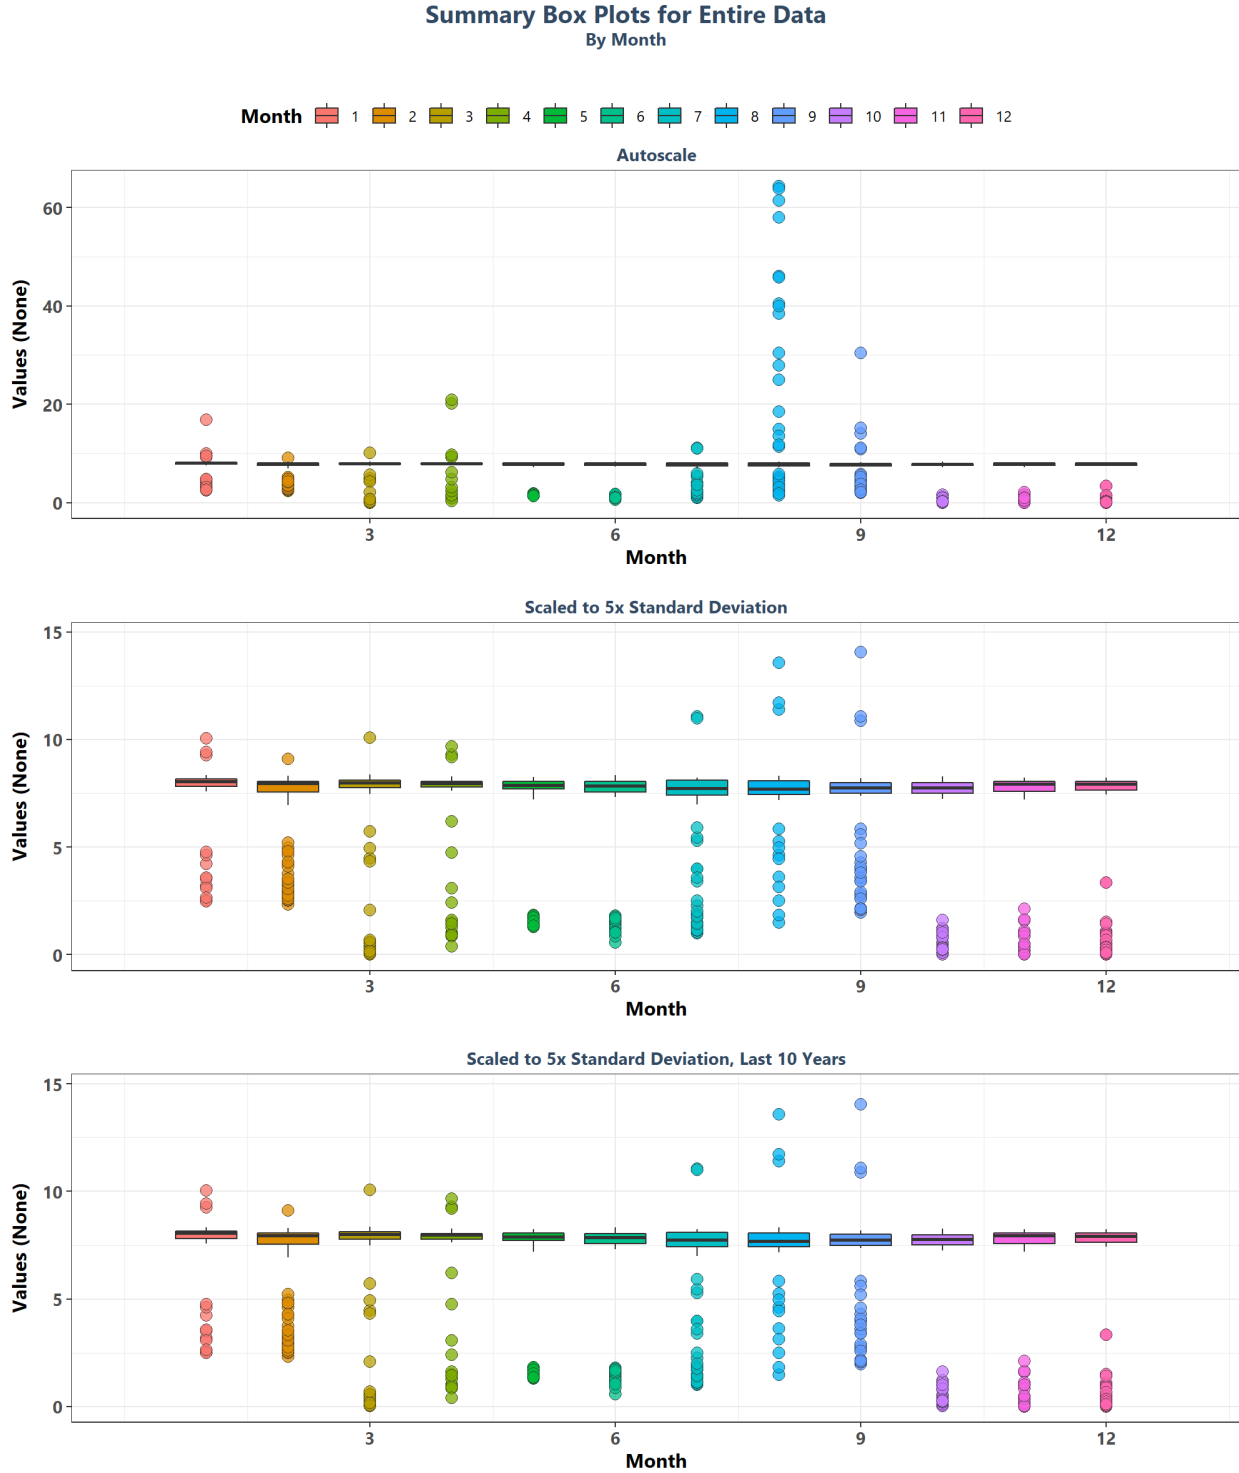 Summary Box Plots for Entire Data
By Month
Month 1 2 3 4 5 6 7 8 9 10 11 12
Autoscale
Values (None)
60
40
20
0
3 6 9 12
Month
Scaled to 5x Standard Deviation
Values (None)
15
10
5
0
3 6 9 12
Month
Scaled to 5x Standard Deviation, Last 10 Years
Values (None)
15
10
5
0
3 6 9 12
Month